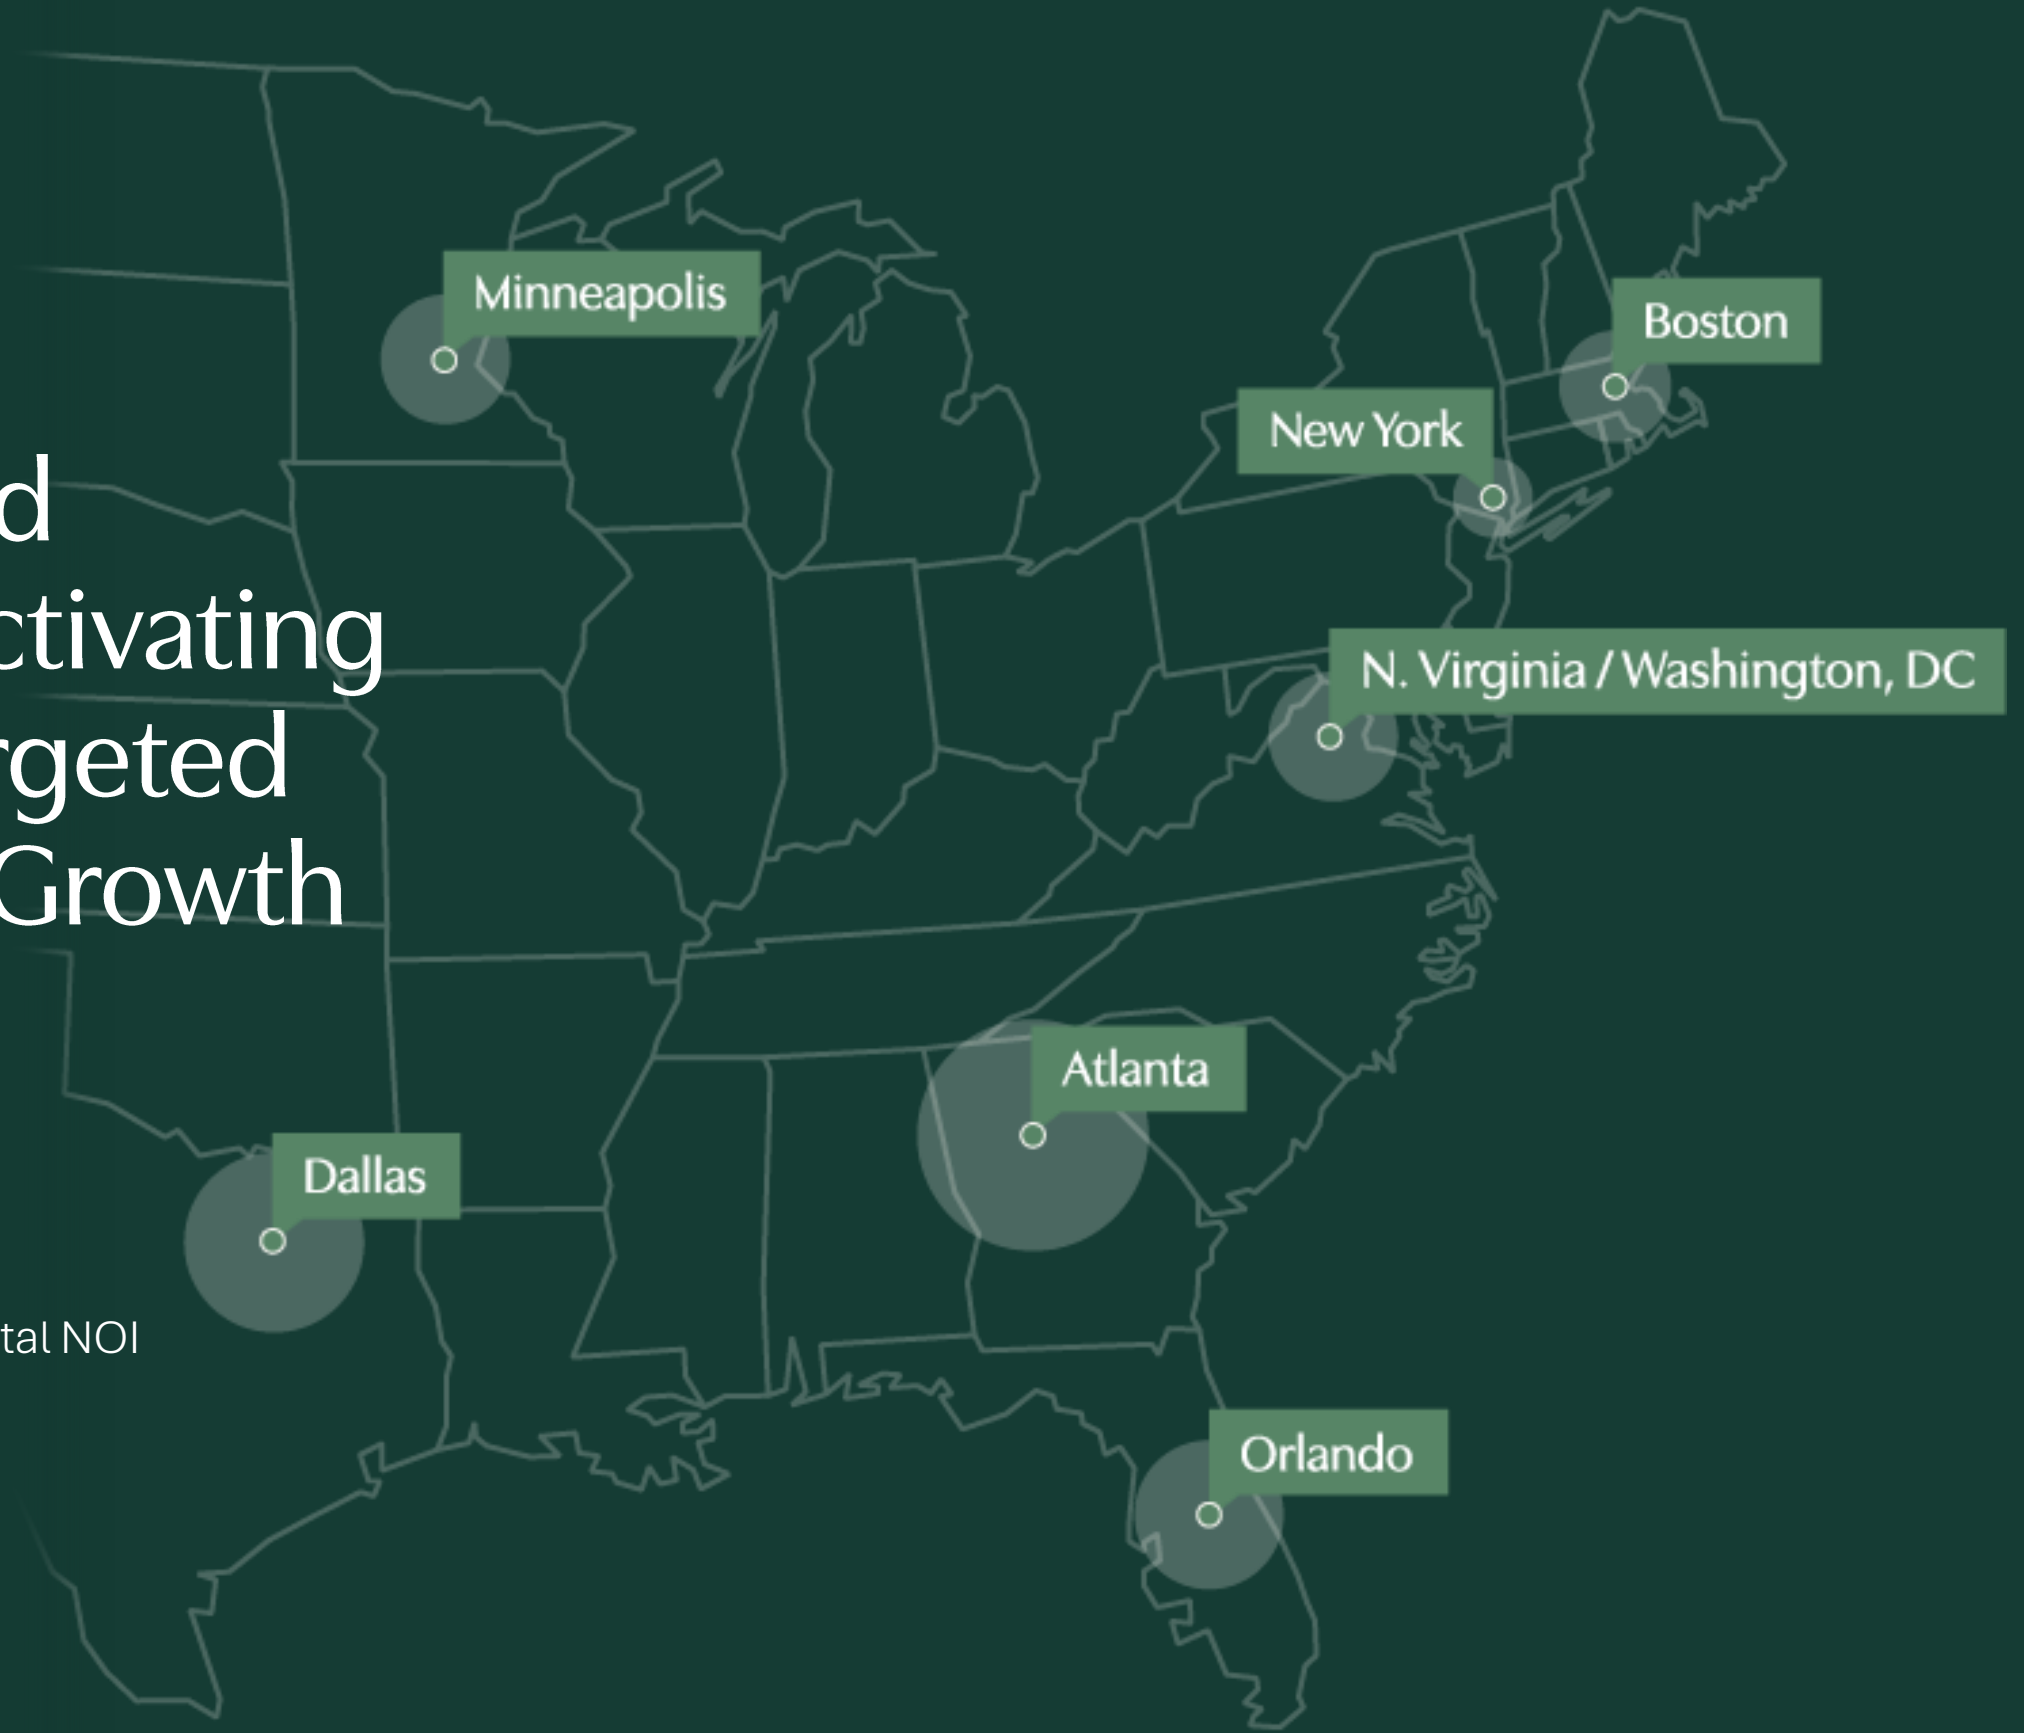 Minneapolis
Boston
New York
d
ctivating
N. Virginia / Washington, DC
rgeted
Growth
Atlanta
Dallas
tal NOI
Orlando